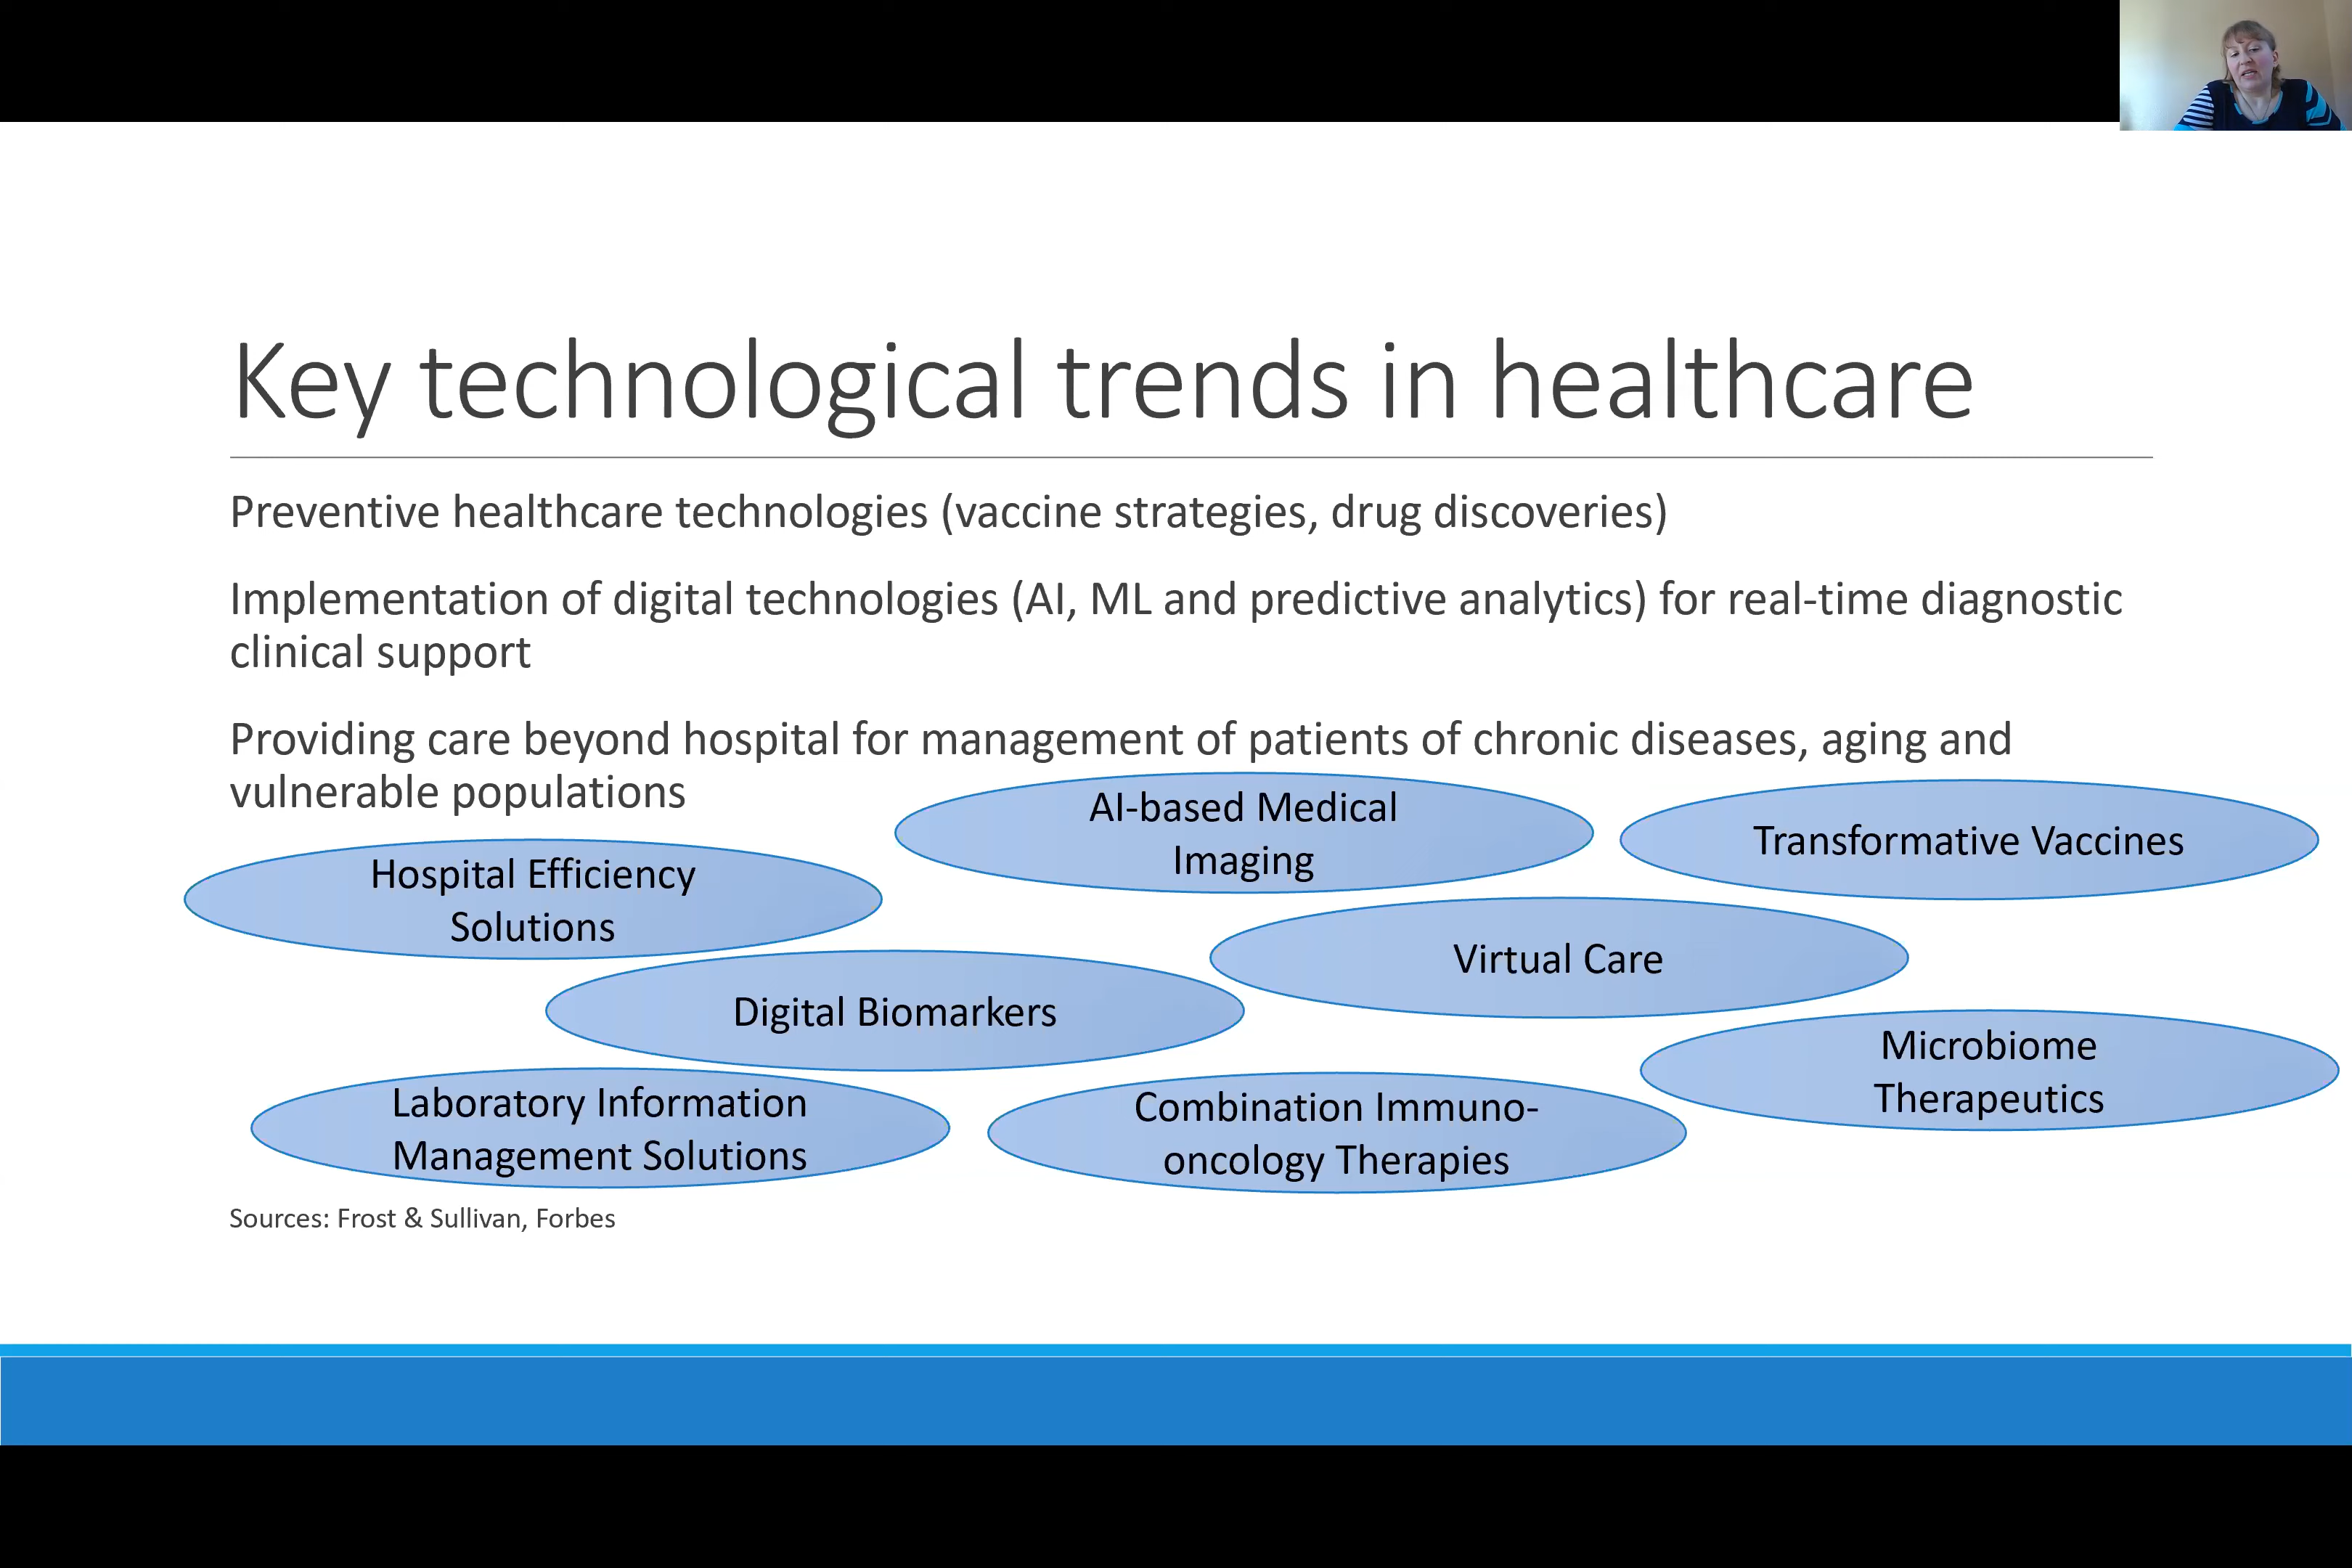 Key technological trends in healthcare
Preventive healthcare technologies (vaccine strategies, drug discoveries)
Implementation of digital technologies (AI, ML and predictive analytics) for real-time diagnostic
clinical support
Providing care beyond hospital for management of patients of chronic diseases, aging and
vulnerable populations
AI-based Medical
Imaging
Transformative Vaccines
Hospital Efficiency
Solutions
Virtual Care
Digital Biomarkers
Microbiome
Therapeutics
Laboratory Information
Management Solutions
Combination Immuno-
oncology Therapies
Sources: Frost & Sullivan, Forbes